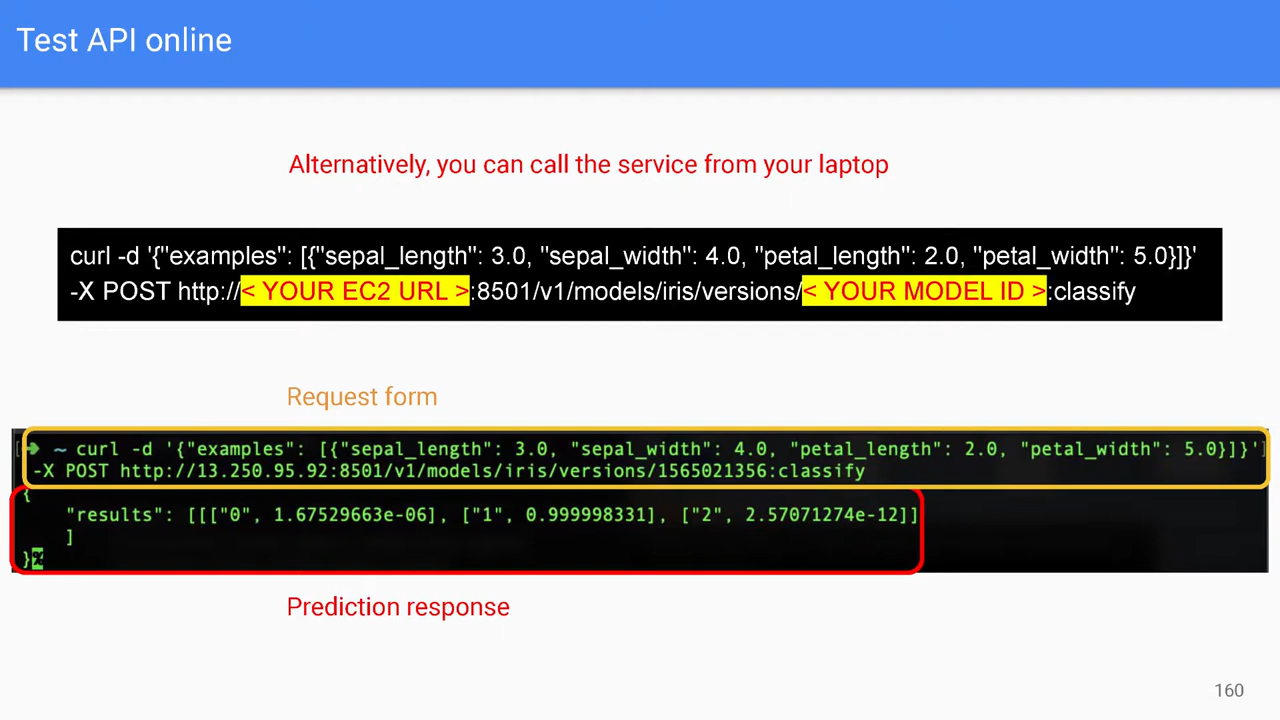 Test API online
Alternatively, you can call the service from your laptop
curl -d '{"examples": [{"sepal_length": 3.0, "sepal_width": 4.0, "petal_length": 2.0, "petal_width": 5.0}]}'
-X POST http://< YOUR EC2 URL >:8501/v1/models/iris/versions/< YOUR MODEL ID >:classify
Request form
[➜ ~ curl -d '{"examples": [{"sepal_length": 3.0, "sepal_width": 4.0, "petal_length": 2.0, "petal_width": 5.0}]}']
-X POST http://13.250.95.92:8501/v1/models/iris/versions/1565021356:classify
{
"results": [[["0", 1.67529663e-06], ["1", 0.999998331], ["2", 2.57071274e-12]]
]
}%
Prediction response
160